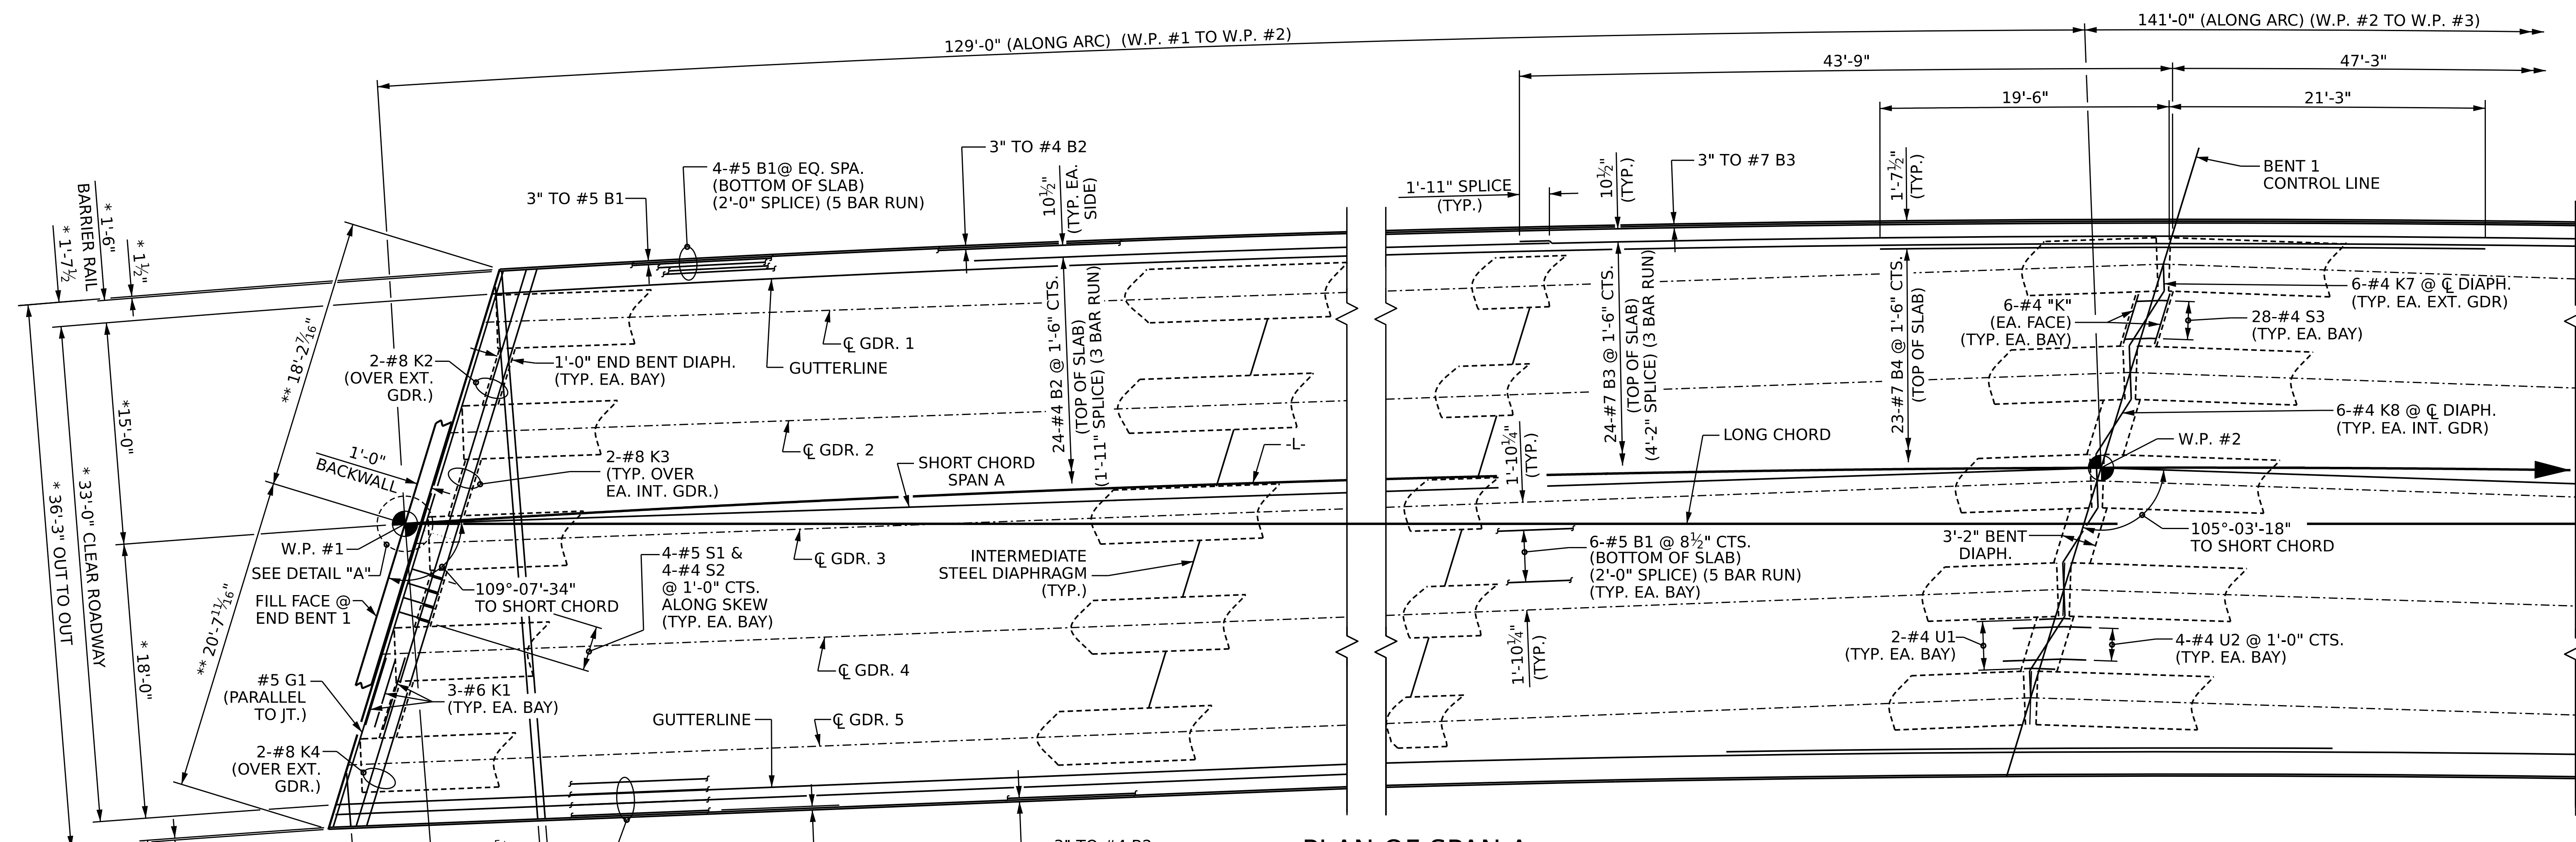 129'-0" (ALONG ARC) (W.P. #1 TO W.P. #2)
141'-0" (ALONG ARC) (W.P. #2 TO W.P. #3)
43'-9"
47'-3"
19'-6"
21'-3"
* 1'-7½
* 1'-6"
BARRIER RAIL
* 1½"
3" TO #5 B1
4-#5 B1@ EQ. SPA.
(BOTTOM OF SLAB)
(2'-0" SPLICE) (5 BAR RUN)
3" TO #4 B2
10½"
(TYP. EA.
SIDE)
1'-11" SPLICE
(TYP.)
10½"
(TYP.)
3" TO #7 B3
1'-7½"
(TYP.)
BENT 1
CONTROL LINE
** 18'-2⁷⁄₁₆"
2-#8 K2
(OVER EXT.
GDR.)
1'-0" END BENT DIAPH.
(TYP. EA. BAY)
℄ GDR. 1
GUTTERLINE
24-#4 B2 @ 1'-6" CTS.
(TOP OF SLAB)
(1'-11" SPLICE) (3 BAR RUN)
24-#7 B3 @ 1'-6" CTS.
(TOP OF SLAB)
(4'-2" SPLICE) (3 BAR RUN)
23-#7 B4 @ 1'-6" CTS.
(TOP OF SLAB)
6-#4 "K"
(EA. FACE)
(TYP. EA. BAY)
6-#4 K7 @ ℄ DIAPH.
(TYP. EA. EXT. GDR)
28-#4 S3
(TYP. EA. BAY)
6-#4 K8 @ ℄ DIAPH.
(TYP. EA. INT. GDR)
W.P. #2
* 36'-3" OUT TO OUT
* 33'-0" CLEAR ROADWAY
*15'-0"
* 18'-0"
1'-0"
BACKWALL
2-#8 K3
(TYP. OVER
EA. INT. GDR.)
℄ GDR. 2
SHORT CHORD
SPAN A
-L-
1'-10¼"
(TYP.)
LONG CHORD
W.P. #1
SEE DETAIL "A"
FILL FACE @
END BENT 1
109°-07'-34"
TO SHORT CHORD
4-#5 S1 &
4-#4 S2
@ 1'-0" CTS.
ALONG SKEW
(TYP. EA. BAY)
℄ GDR. 3
INTERMEDIATE
STEEL DIAPHRAGM
(TYP.)
6-#5 B1 @ 8½" CTS.
(BOTTOM OF SLAB)
(2'-0" SPLICE) (5 BAR RUN)
(TYP. EA. BAY)
1'-10¼"
(TYP.)
3'-2" BENT
DIAPH.
105°-03'-18"
TO SHORT CHORD
** 20'-7¹¹⁄₁₆"
#5 G1
(PARALLEL
TO JT.)
3-#6 K1
(TYP. EA. BAY)
℄ GDR. 4
2-#4 U1
(TYP. EA. BAY)
4-#4 U2 @ 1'-0" CTS.
(TYP. EA. BAY)
2-#8 K4
(OVER EXT.
GDR.)
GUTTERLINE
℄ GDR. 5
3" TO #4 B2
PLAN OF SPAN A